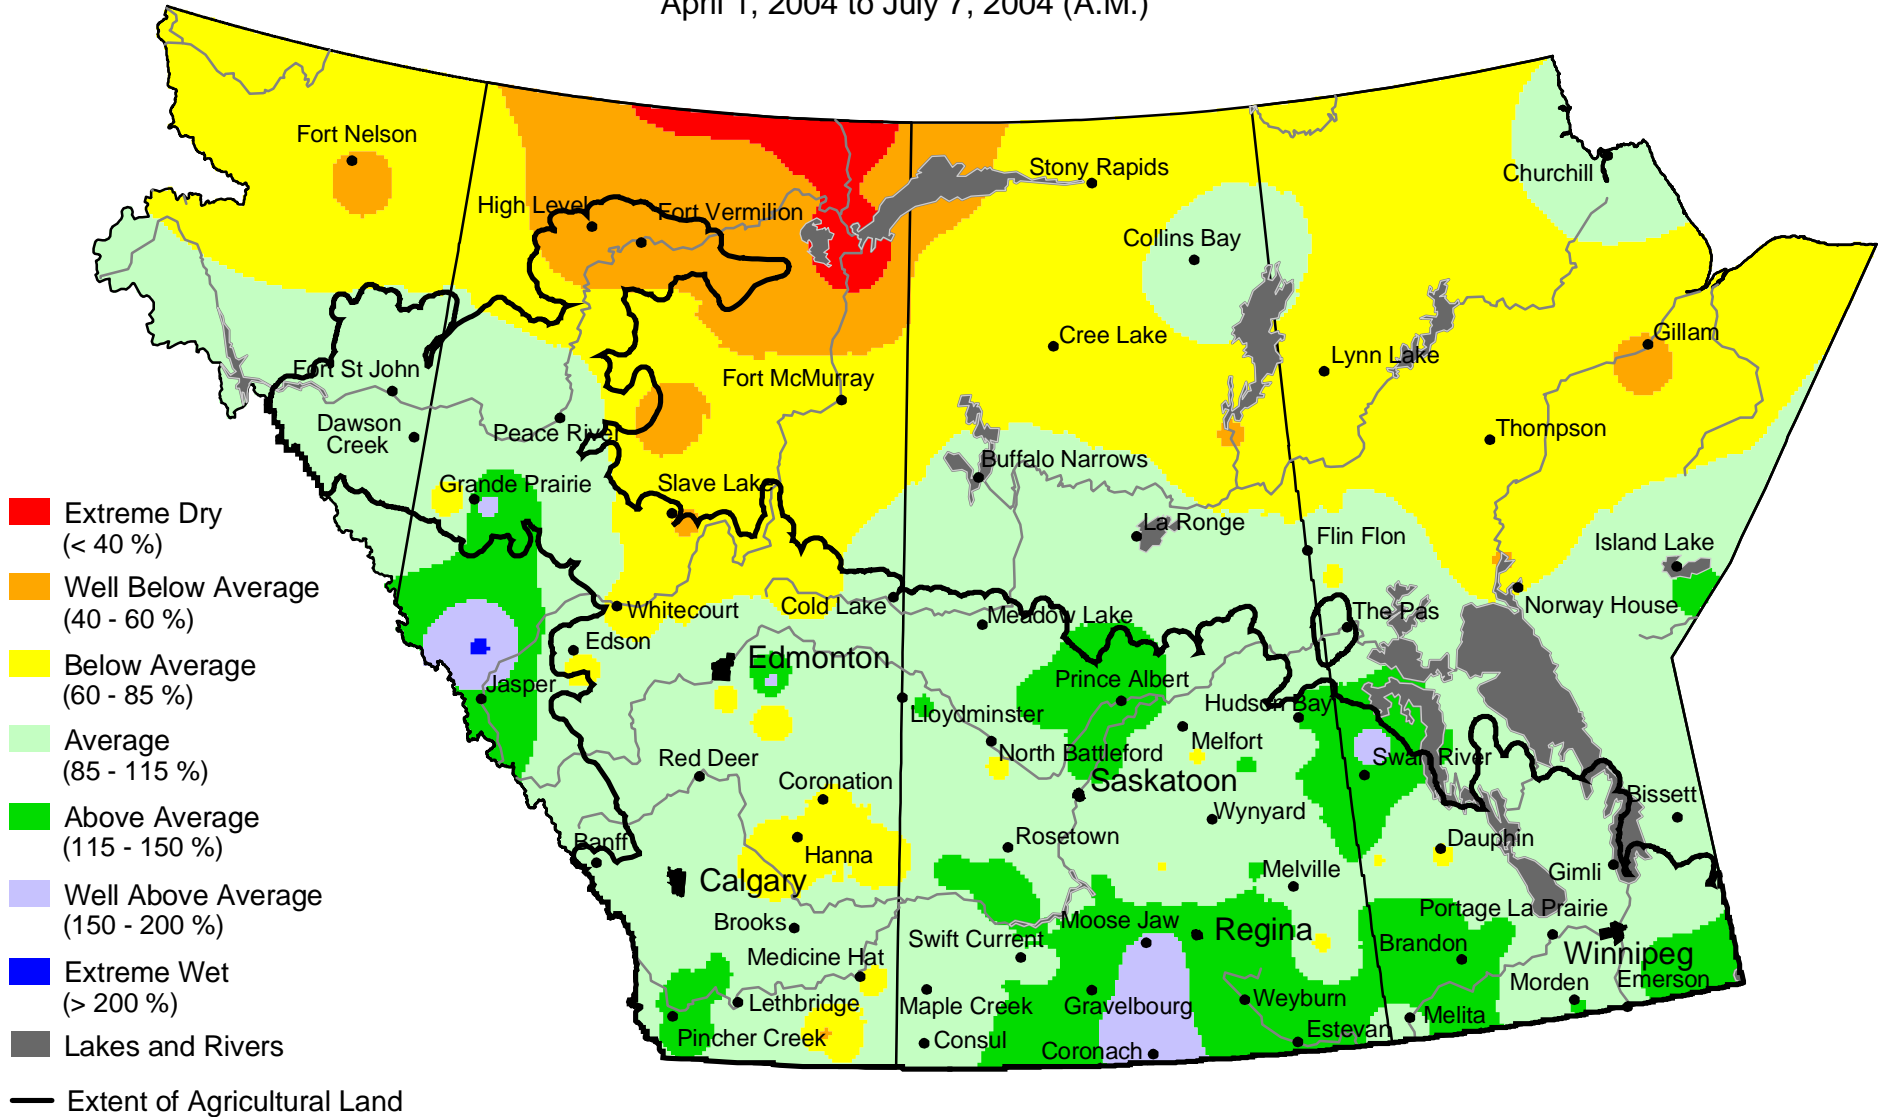 April 1, 2004 to July 7, 2004 (A.M.)
Fort Nelson
Stony Rapids
Churchill
High Level
Fort Vermilion
Collins Bay
Cree Lake
Gillam
Lynn Lake
Fort St John
Fort McMurray
Dawson
Creek
Peace River
Thompson
Buffalo Narrows
Grande Prairie
Slave Lake
La Ronge
Flin Flon
Island Lake
Whitecourt
Cold Lake
Meadow Lake
The Pas
Norway House
Edson
Edmonton
Jasper
Prince Albert
Hudson Bay
Lloydminster
North Battleford
Melfort
Red Deer
Swan River
Coronation
Saskatoon
Bissett
Wynyard
Banff
Hanna
Rosetown
Dauphin
Calgary
Melville
Gimli
Portage La Prairie
Brooks
Moose Jaw
Regina
Swift Current
Brandon
Winnipeg
Medicine Hat
Morden
Emerson
Lethbridge
Maple Creek
Gravelbourg
Weyburn
Melita
Pincher Creek
Consul
Coronach
Estevan
Extreme Dry
(< 40 %)
Well Below Average
(40 - 60 %)
Below Average
(60 - 85 %)
Average
(85 - 115 %)
Above Average
(115 - 150 %)
Well Above Average
(150 - 200 %)
Extreme Wet
(> 200 %)
Lakes and Rivers
Extent of Agricultural Land